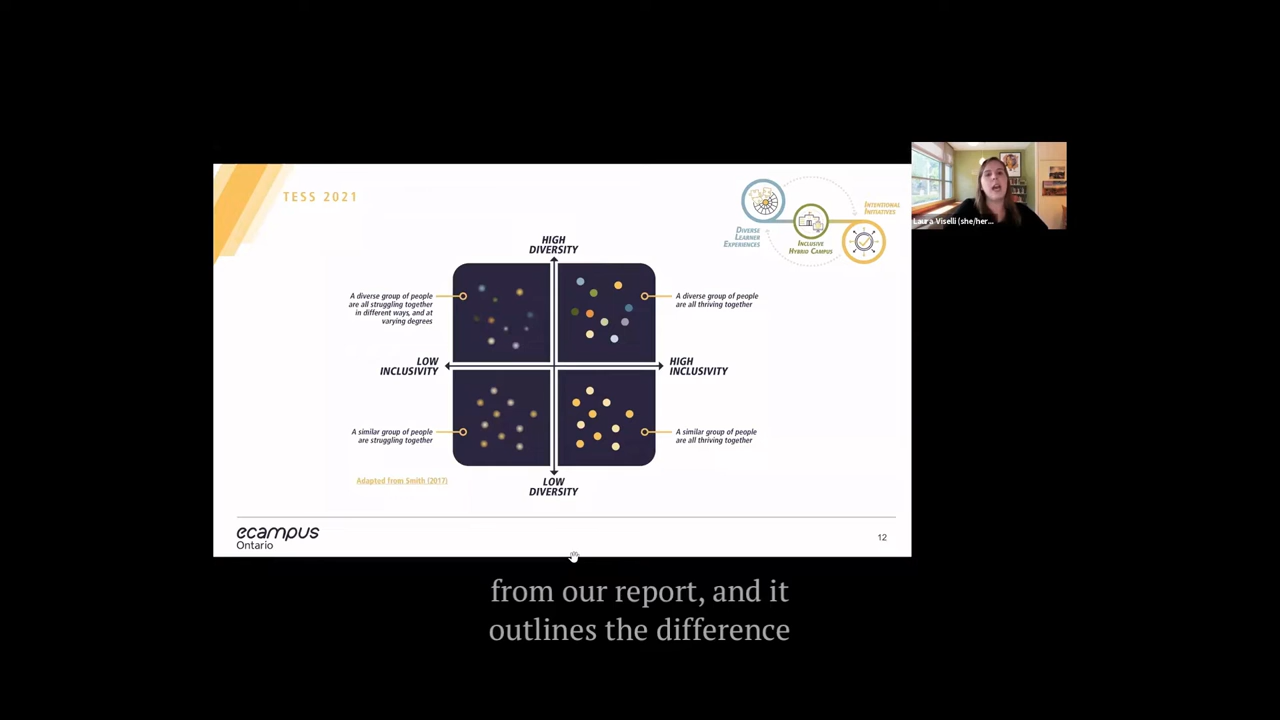 TESS 2021
DIVERSE
LEARNER
EXPERIENCES
INCLUSIVE
HYBRID CAMPUS
INTENTIONAL
INITIATIVES
Laura Viselli (she/her...
HIGH
DIVERSITY
A diverse group of people
are all struggling together
in different ways, and at
varying degrees
A diverse group of people
are all thriving together
LOW
INCLUSIVITY
HIGH
INCLUSIVITY
A similar group of people
are struggling together
A similar group of people
are all thriving together
Adapted from Smith (2017)
LOW
DIVERSITY
ecampus
Ontario
12
from our report, and it
outlines the difference